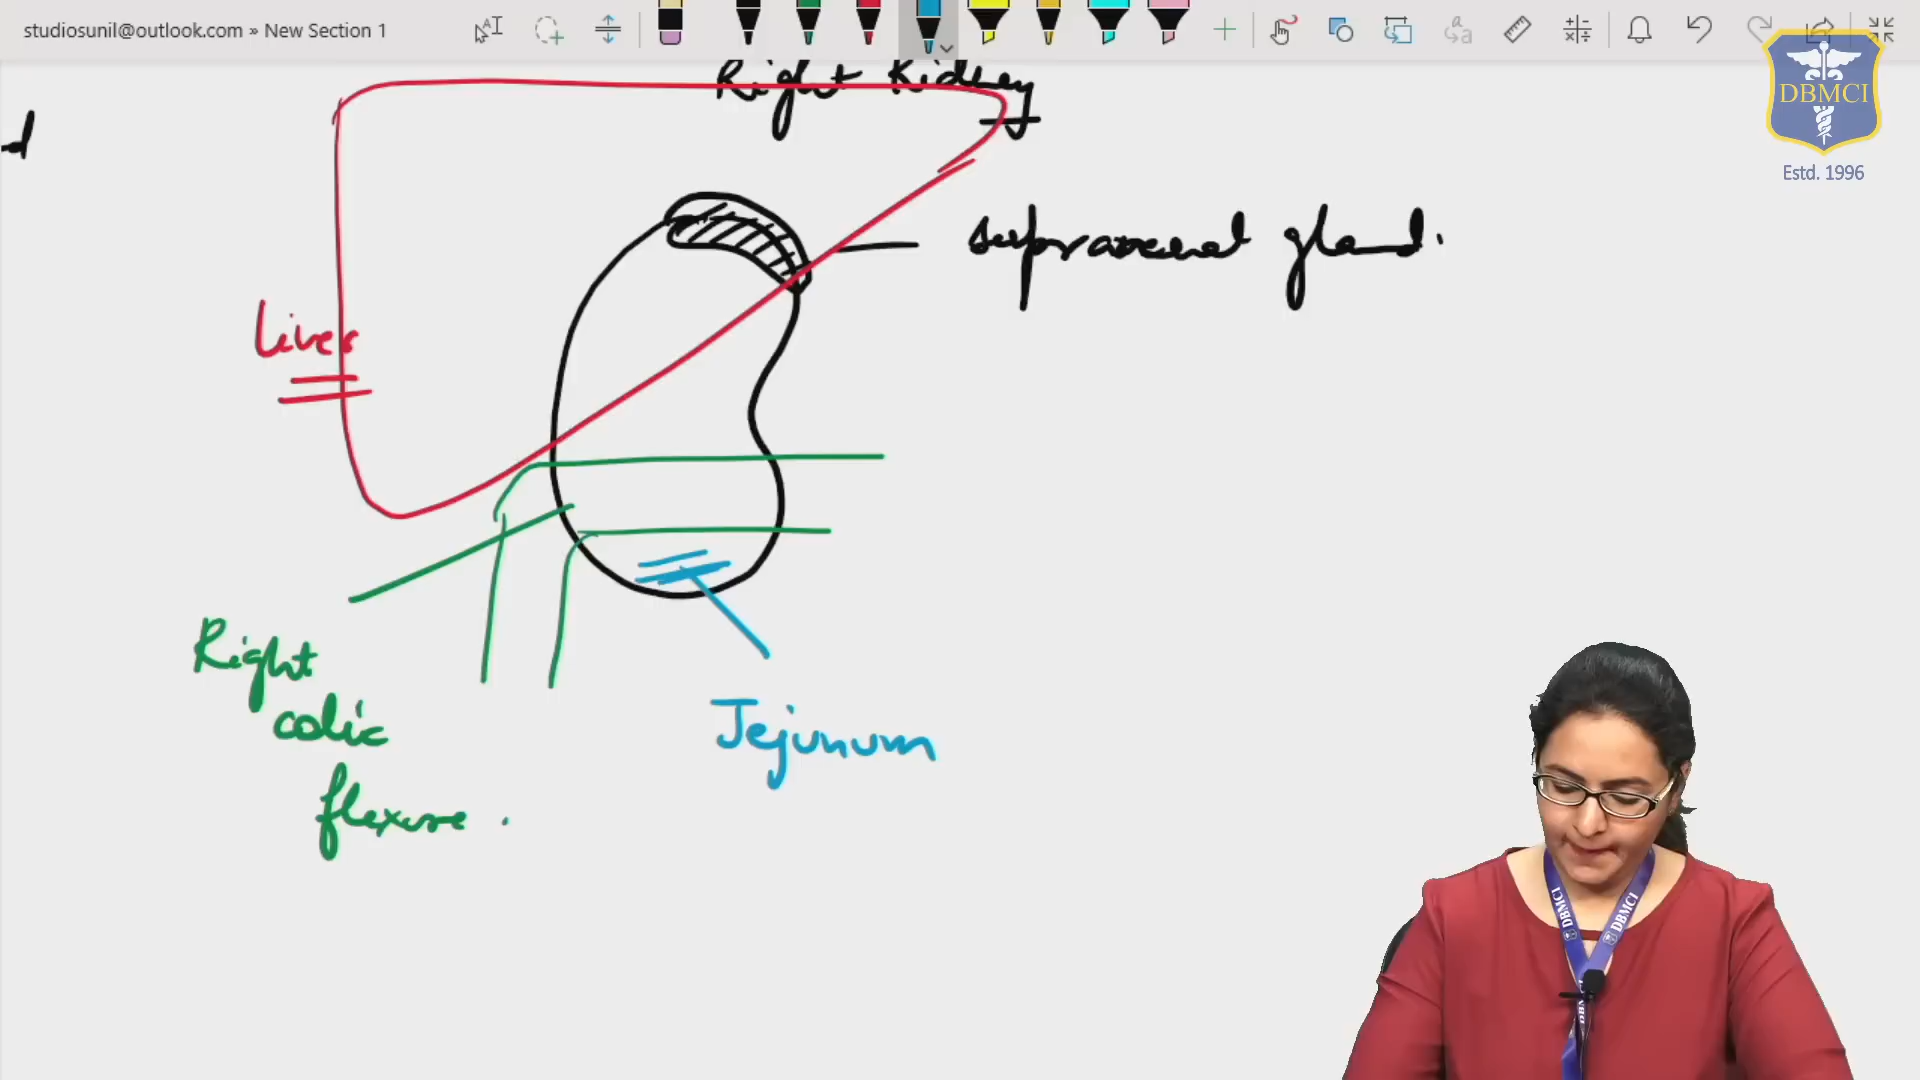 studiosunil@outlook.com » New Section 1
DBMCI
Estd. 1996
Right Kidney
d
suprarenal gland.
Liver
Right
colic
flexure.
Jejunum
DBMCI
DBMCI
DBMCI